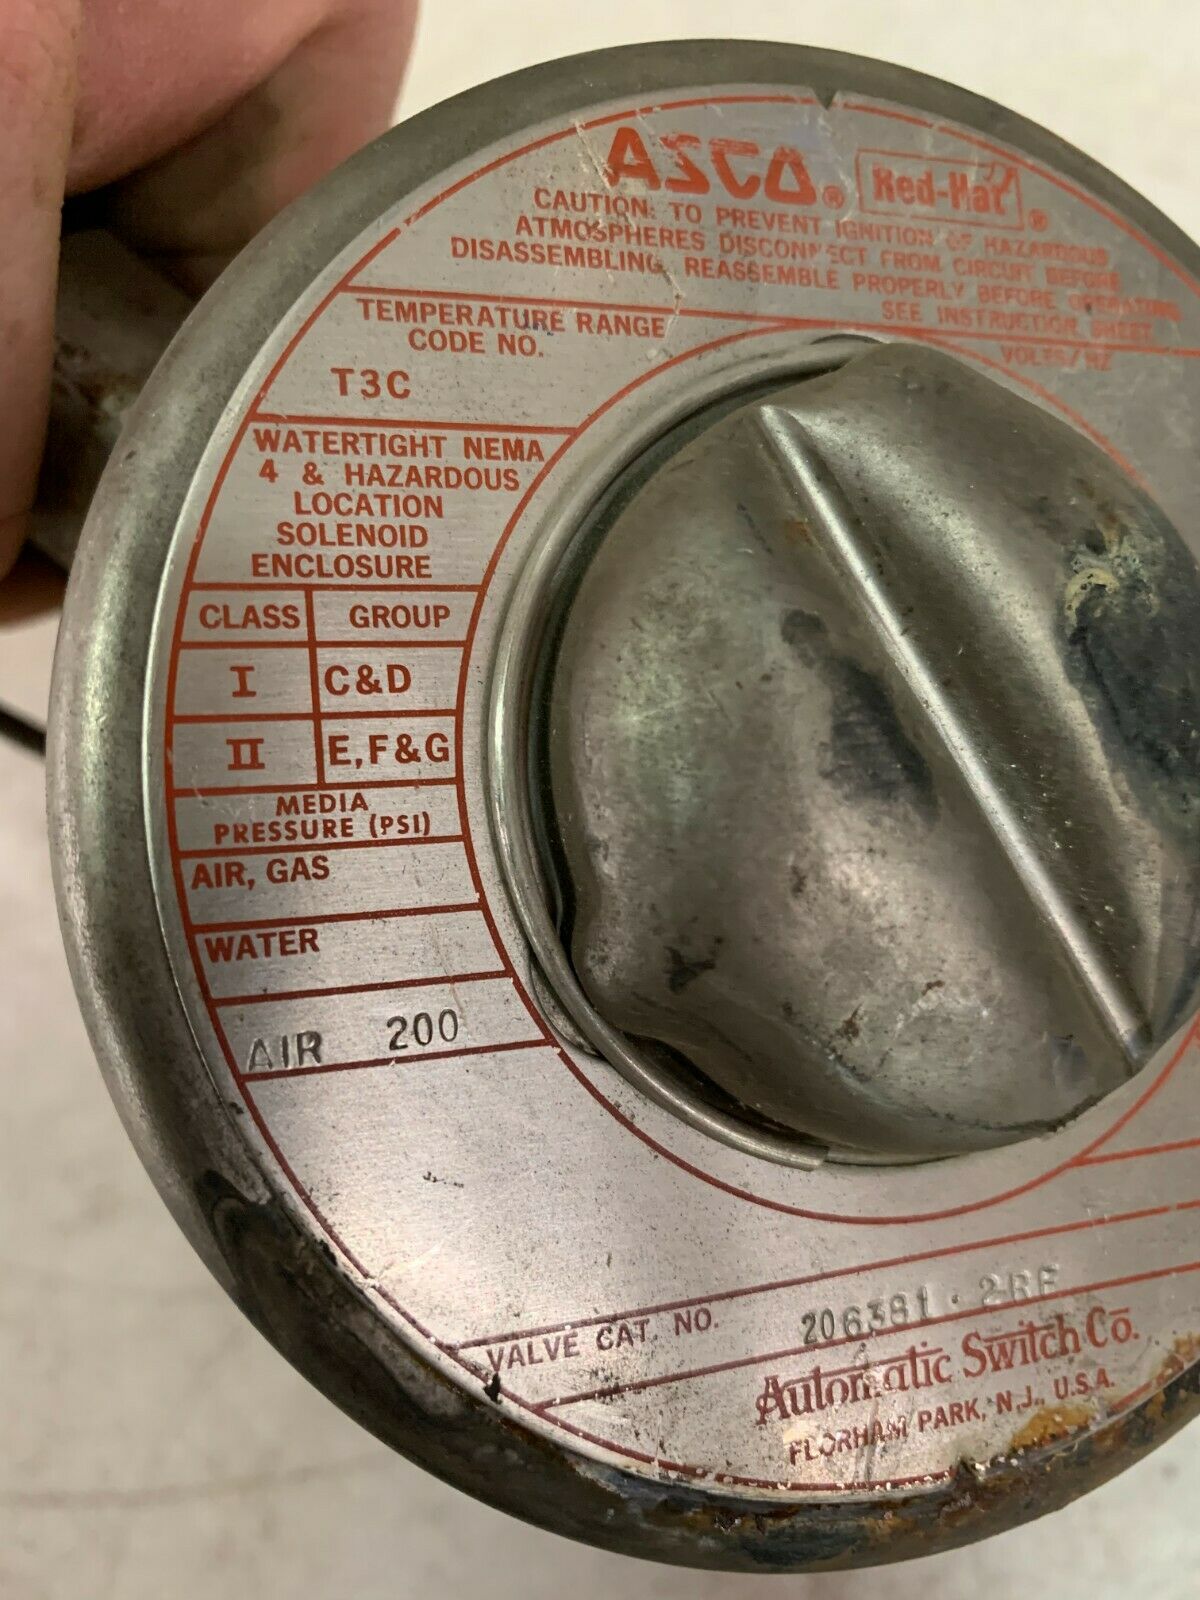 ASCO® Red-Hat®
CAUTION: TO PREVENT IGNITION OF HAZARDOUS
ATMOSPHERES DISCONNECT FROM CIRCUIT BEFORE
DISASSEMBLING, REASSEMBLE PROPERLY BEFORE OPERATING
SEE INSTRUCTION SHEET.
TEMPERATURE RANGE
CODE NO.
T3C
VOLTS/HZ
WATERTIGHT NEMA
4 & HAZARDOUS
LOCATION
SOLENOID
ENCLOSURE
CLASS GROUP
I C&D
II E, F & G
MEDIA
PRESSURE (PSI)
AIR, GAS
WATER
AIR 200
VALVE CAT. NO. 206381-2RF
Automatic Switch Co.
FLORHAM PARK, N.J., U.S.A.